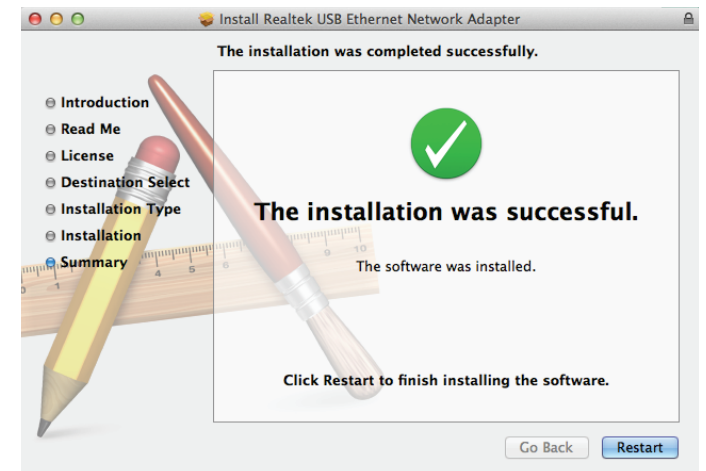 Install Realtek USB Ethernet Network Adapter
The installation was completed successfully.
Introduction
Read Me
License
Destination Select
Installation Type
Installation
Summary
The installation was successful.
The software was installed.
Click Restart to finish installing the software.
Go Back
Restart